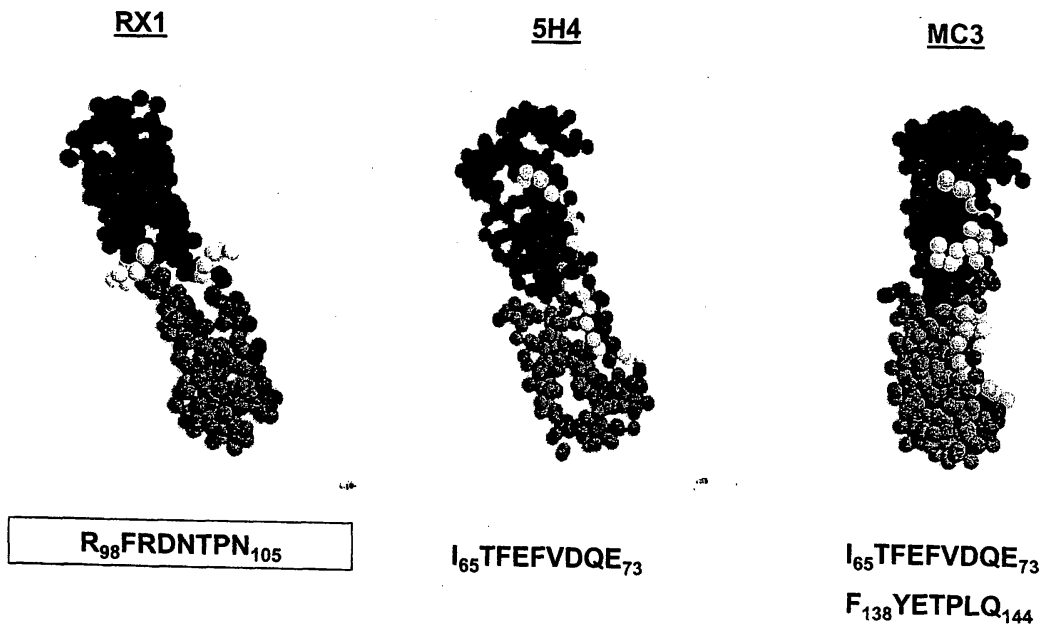 RX1
5H4
MC3
R98FRDNTPN105
I65TFEFVDQE73
I65TFEFVDQE73
F138YETPLQ144